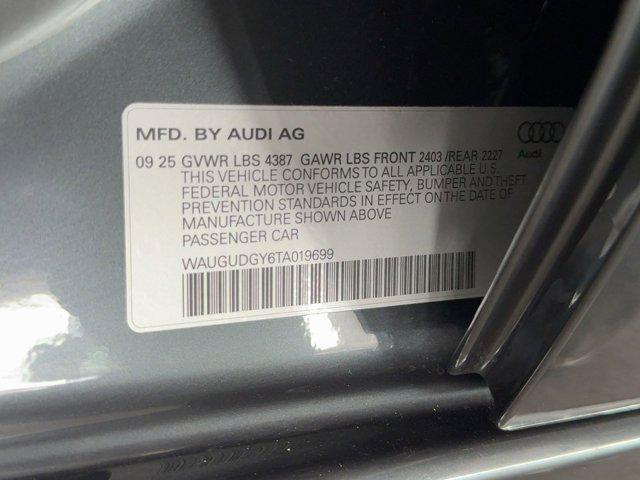 MFD. BY AUDI AG
09 25 GVWR LBS 4387 GAWR LBS FRONT 2403 /REAR 2227
Audi
THIS VEHICLE CONFORMS TO ALL APPLICABLE U.S.
FEDERAL MOTOR VEHICLE SAFETY, BUMPER AND THEFT
PREVENTION STANDARDS IN EFFECT ON THE DATE OF
MANUFACTURE SHOWN ABOVE
PASSENGER CAR
WAUGUDGY6TA019699